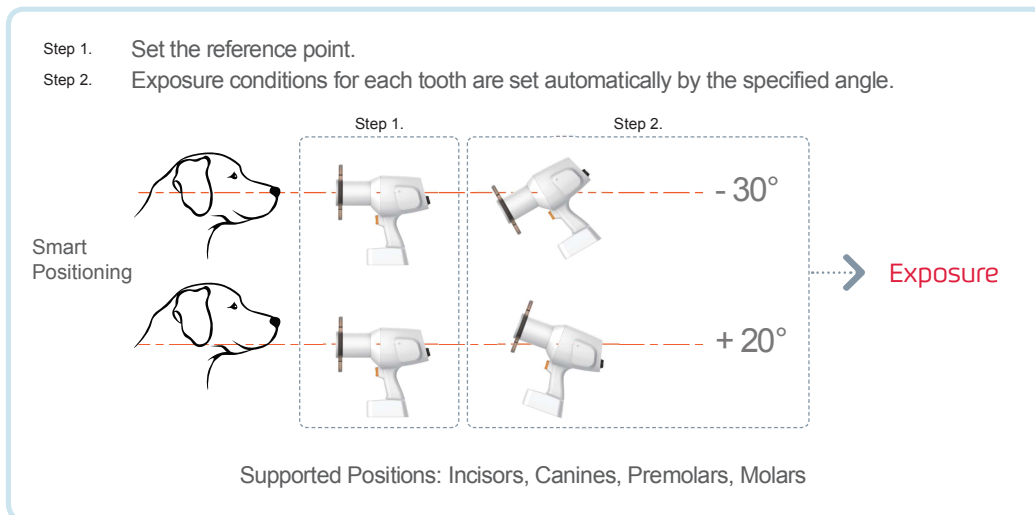 Step 1. Set the reference point.
Step 2. Exposure conditions for each tooth are set automatically by the specified angle.
Step 1. Step 2.
- 30°
Smart
Positioning
Exposure
+ 20°
Supported Positions: Incisors, Canines, Premolars, Molars